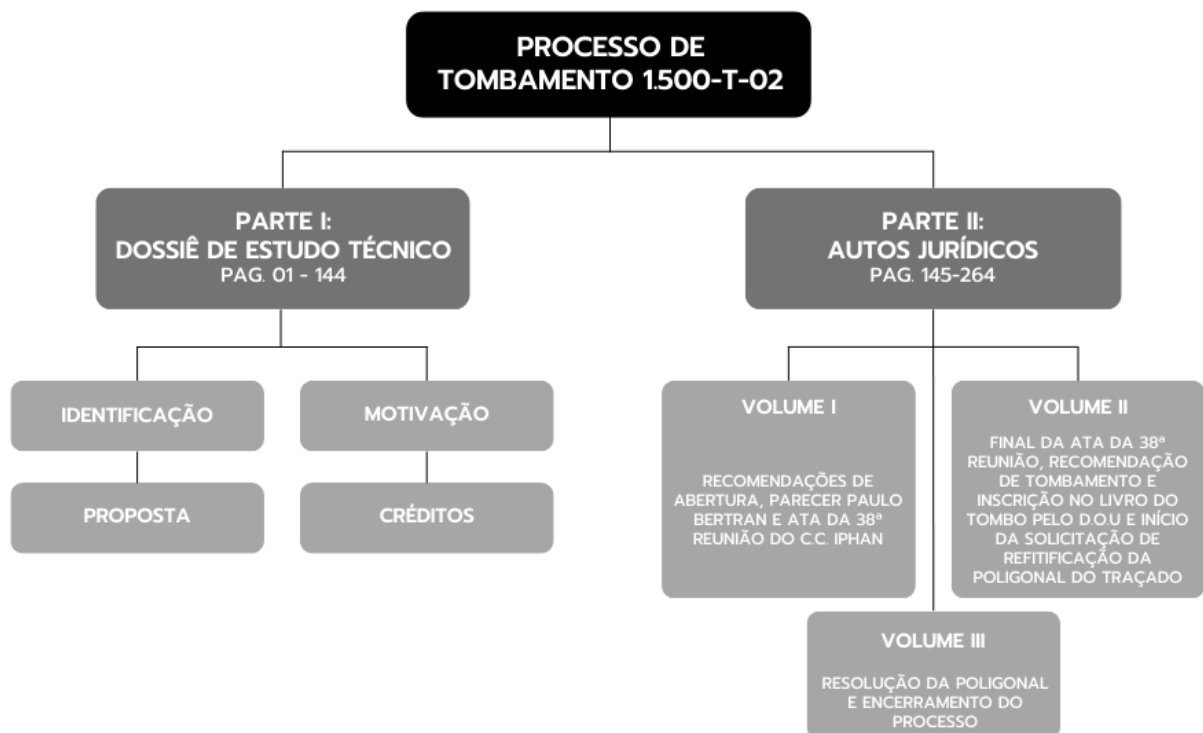 PROCESSO DE
TOMBAMENTO 1.500-T-02
PARTE I:
DOSSIÊ DE ESTUDO TÉCNICO
PAG. 01 - 144
PARTE II:
AUTOS JURÍDICOS
PAG. 145-264
IDENTIFICAÇÃO
MOTIVAÇÃO
PROPOSTA
CRÉDITOS
VOLUME I
RECOMENDAÇÕES DE
ABERTURA, PARECER PAULO
BERTRAN E ATA DA 38ª
REUNIÃO DO C.C. IPHAN
VOLUME II
FINAL DA ATA DA 38ª
REUNIÃO, RECOMENDAÇÃO
DE TOMBAMENTO E
INSCRIÇÃO NO LIVRO DO
TOMBO PELO D.O.U E INÍCIO
DA SOLICITAÇÃO DE
REFITIFICAÇÃO DA
POLIGONAL DO TRAÇADO
VOLUME III
RESOLUÇÃO DA POLIGONAL
E ENCERRAMENTO DO
PROCESSO